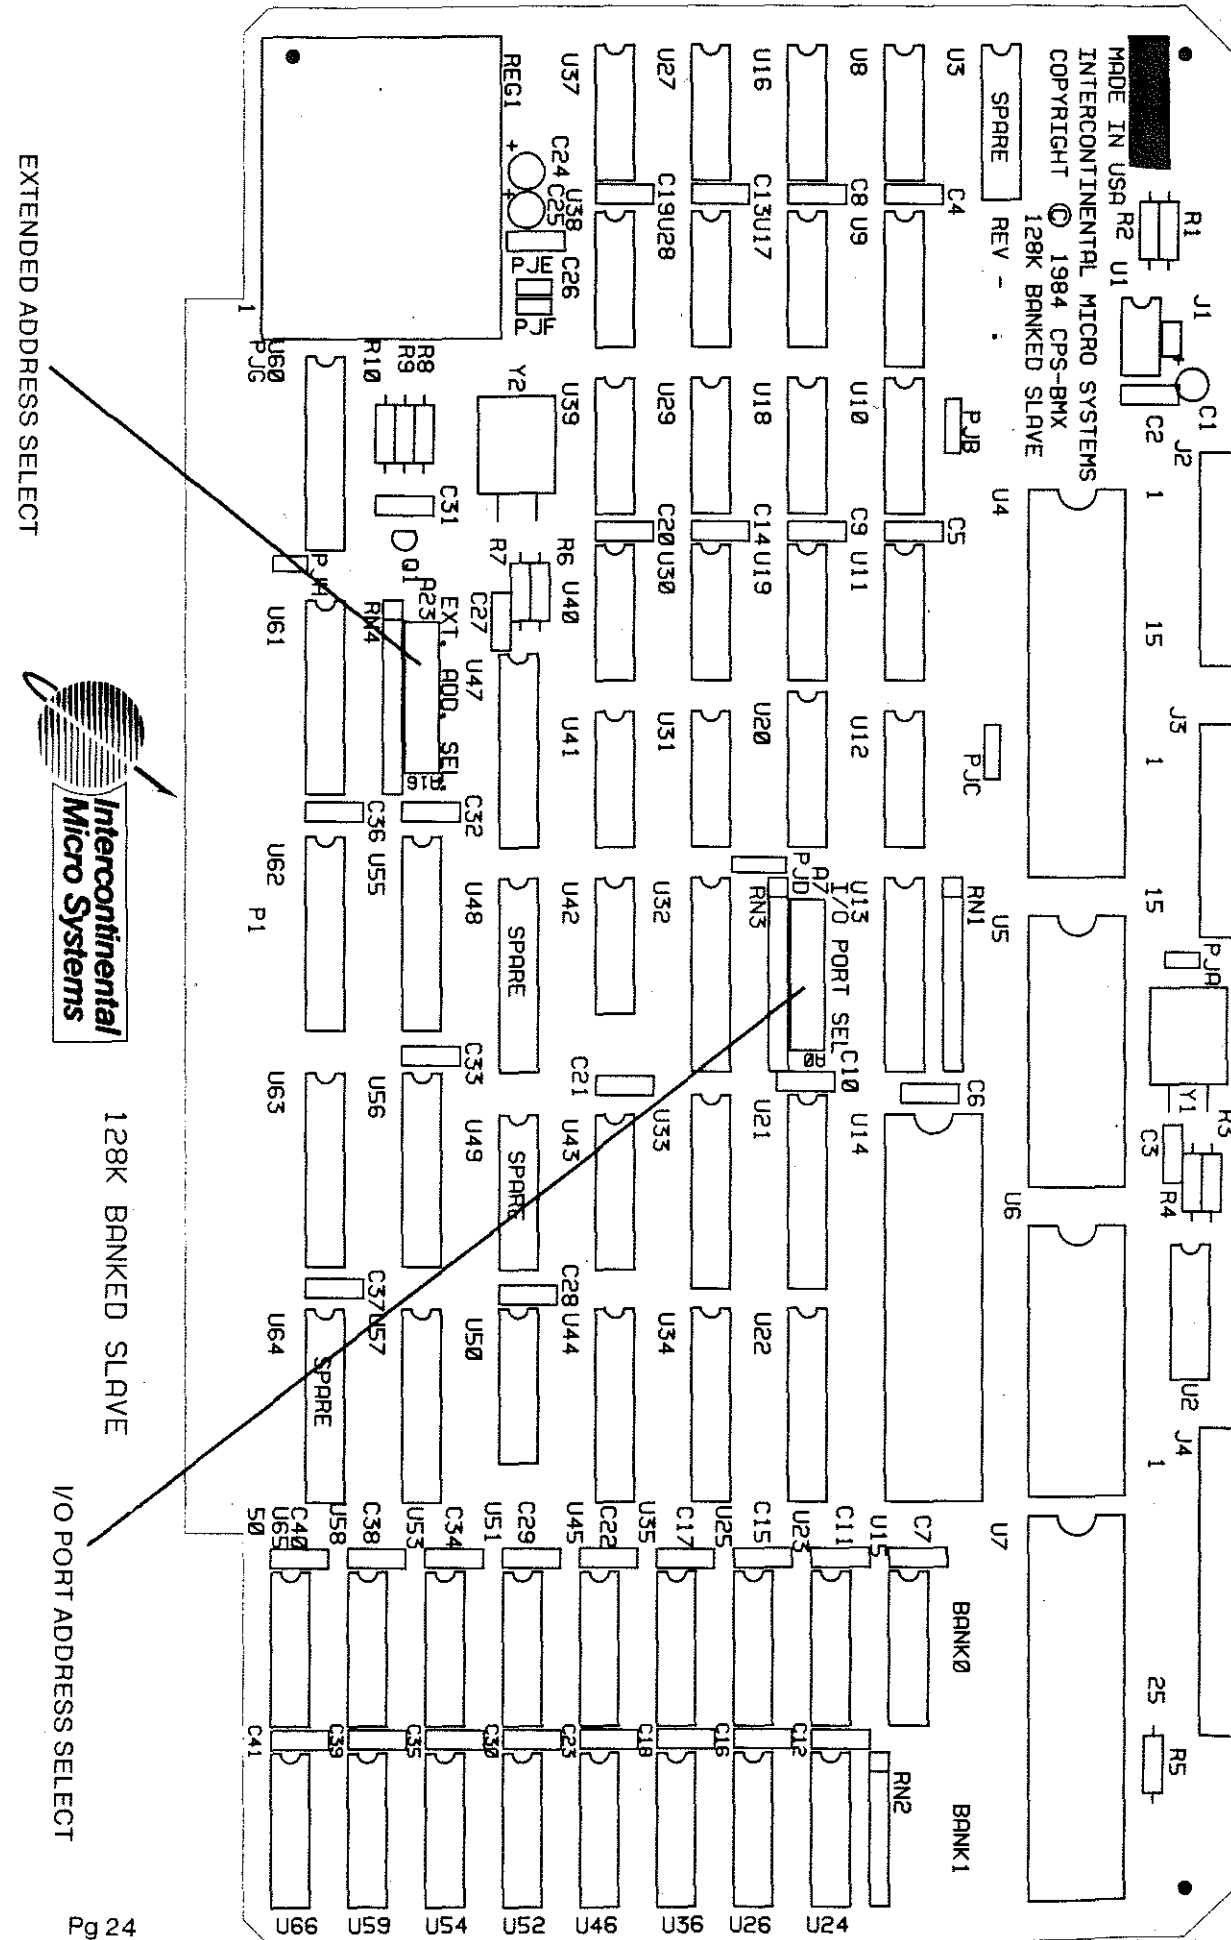 MADE IN USA
INTERCONTINENTAL MICRO SYSTEMS
COPYRIGHT © 1984 CPS-BMX
128K BANKED SLAVE
REV - .
R1
R2
U1
J1
C1
C2
J2
1
15
J3
1
15
PJA
Y1
R3
C3
R4
U2
J4
1
25
R5
U3
SPARE
C4
PJB
U4
C5
PJC
RN1
U5
C6
U6
U7
U8
C8
U9
U10
C9
U11
U12
U13
A7
I/O PORT SEL
A0
C10
U14
C7
U15
BANK0
BANK1
RN2
U16
C13
U17
U18
C14
U19
U20
PJD
RN3
U21
U22
C11
U23
C15
U25
C12
U24
U27
C19
U28
U29
C20
U30
U31
U32
U33
U34
C17
U35
C16
U26
U37
REG1
C24
C25
U38
C26
PJE
PJF
Y2
U39
R6
R7
U40
C27
U41
U42
C21
U43
C28
U44
C22
U45
C18
U36
R8
R9
R10
C31
Q1
A23
EXT. ADD. SEL.
A16
RN4
U47
C32
U48
SPARE
C33
U49
SPARE
U50
C29
U51
C23
U46
U55
U56
U57
C34
U53
C30
U52
1
PJG
U60
PJH
U61
C36
U62
P1
U63
C37
U64
SPARE
C38
U58
C35
U54
C40
U65
50
C39
U59
C41
U66
EXTENDED ADDRESS SELECT
Intercontinental
Micro Systems
128K BANKED SLAVE
I/O PORT ADDRESS SELECT
Pg 24